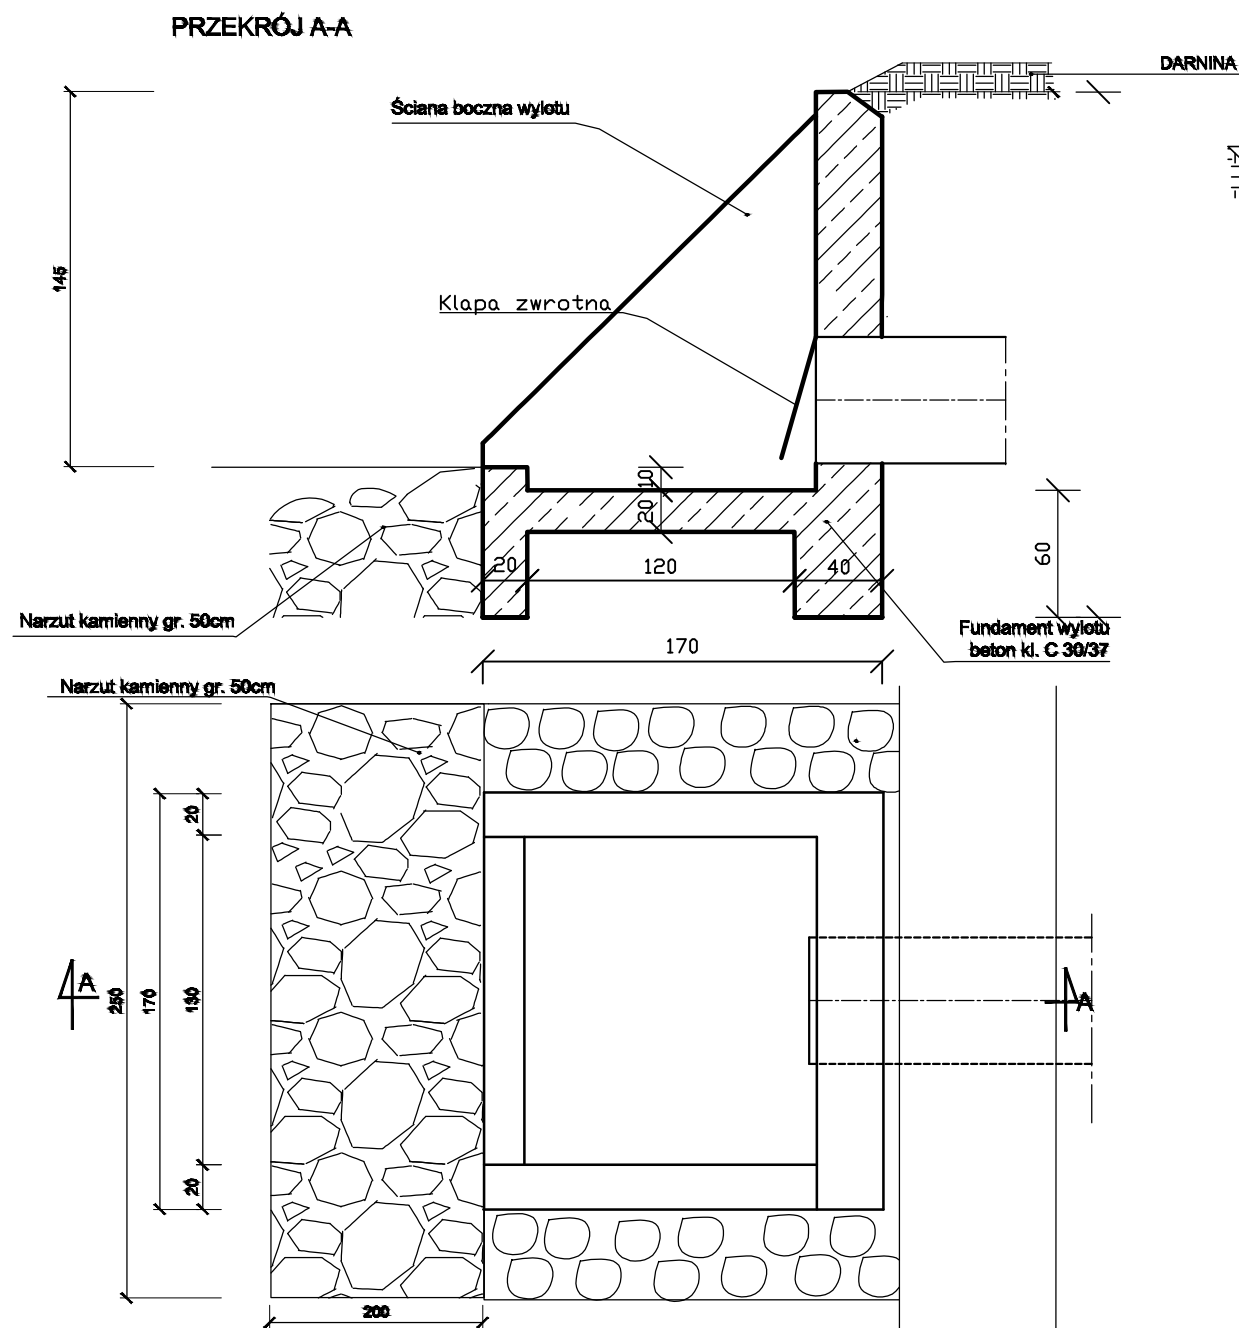 PRZEKRÓJ A-A
DARNINA
Ściana boczna wylotu
145
Klapa zwrotna
10
20
20
120
40
60
Narzut kamienny gr. 50cm
Fundament wylotu
beton kl. C 30/37
170
Narzut kamienny gr. 50cm
20
A
250
170
130
A
20
200